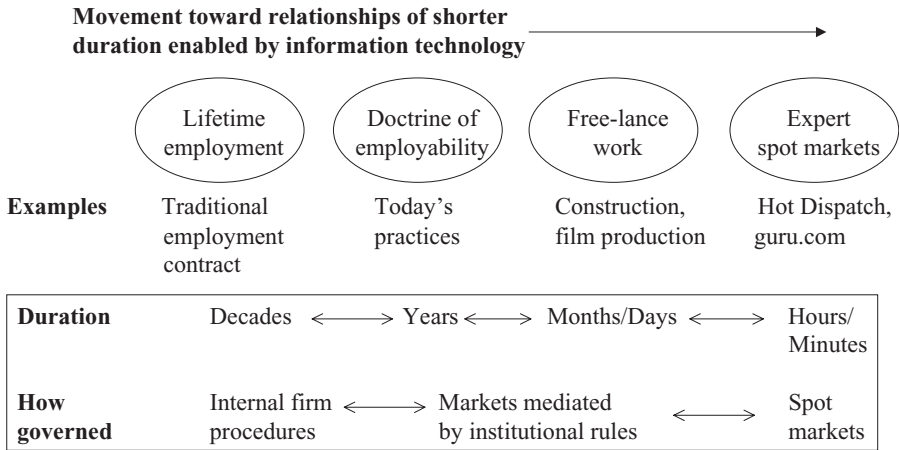 Movement toward relationships of shorter
duration enabled by information technology
Lifetime
employment
Doctrine of
employability
Free-lance
work
Expert
spot markets
Examples
Traditional
employment
contract
Today's
practices
Construction,
film production
Hot Dispatch,
guru.com
Duration
Decades
Years
Months/Days
Hours/
Minutes
How
governed
Internal firm
procedures
Markets mediated
by institutional rules
Spot
markets